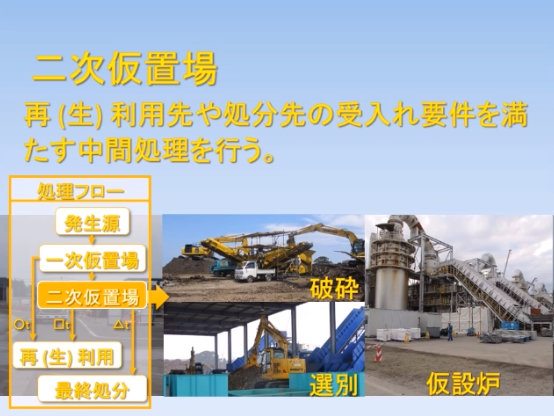 二次仮置場
再 (生) 利用先や処分先の受入れ要件を満
たす中間処理を行う。
処理フロー
発生源
一次仮置場
二次仮置場
○t □t △t
再 (生) 利用
最終処分
破砕
選別
仮設炉